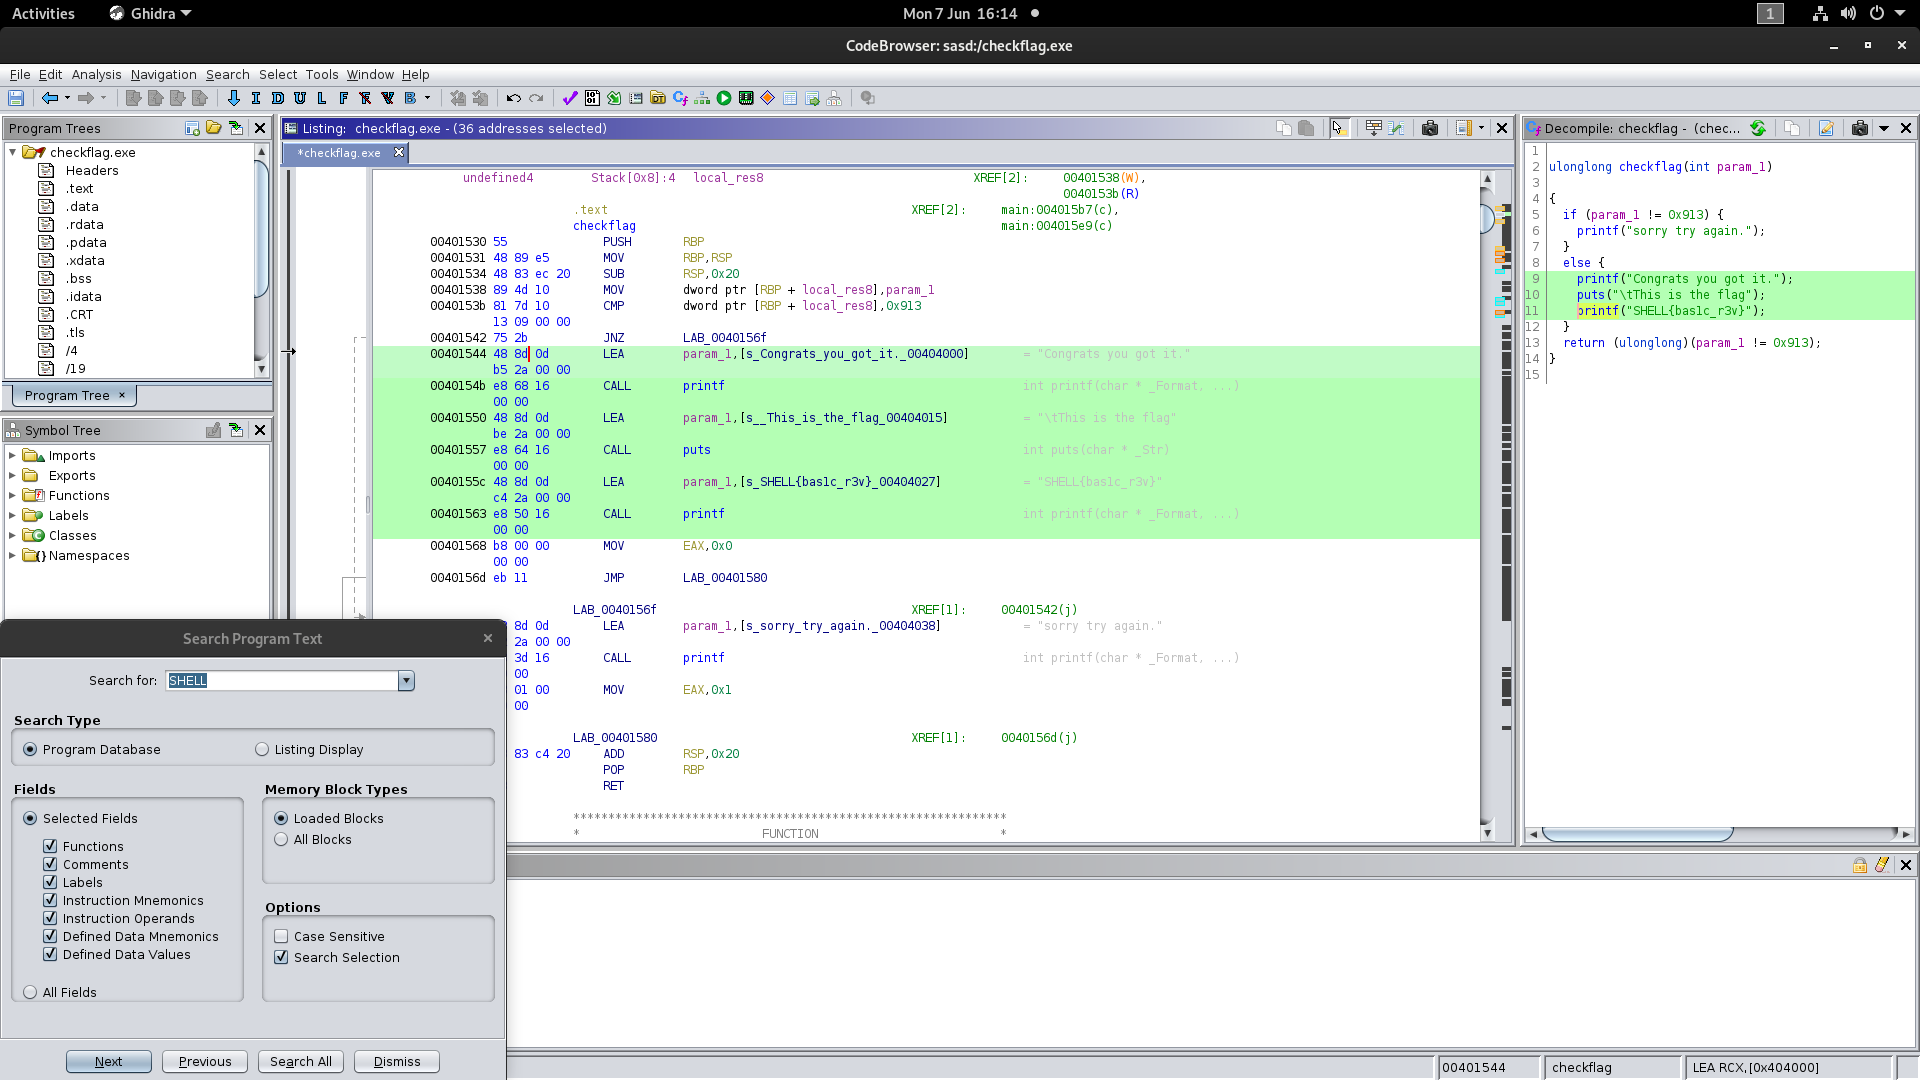 Activities Ghidra Mon 7 Jun 16:14 1
CodeBrowser: sasd:/checkflag.exe
File Edit Analysis Navigation Search Select Tools Window Help
I D U L F B
Program Trees
checkflag.exe
Headers
.text
.data
.rdata
.pdata
.xdata
.bss
.idata
.CRT
.tls
/4
/19
Program Tree ×
Symbol Tree
Imports
Exports
Functions
Labels
Classes
Namespaces
Listing: checkflag.exe - (36 addresses selected)
*checkflag.exe
undefined4 Stack[0x8]:4 local_res8 XREF[2]: 00401538(W),
0040153b(R)
.text XREF[2]: main:004015b7(c),
checkflag main:004015e9(c)
00401530 55 PUSH RBP
00401531 48 89 e5 MOV RBP,RSP
00401534 48 83 ec 20 SUB RSP,0x20
00401538 89 4d 10 MOV dword ptr [RBP + local_res8],param_1
0040153b 81 7d 10 CMP dword ptr [RBP + local_res8],0x913
13 09 00 00
00401542 75 2b JNZ LAB_0040156f
00401544 48 8d 0d LEA param_1,[s_Congrats_you_got_it._00404000] = "Congrats you got it."
b5 2a 00 00
0040154b e8 68 16 CALL printf int printf(char * _Format, ...)
00 00
00401550 48 8d 0d LEA param_1,[s__This_is_the_flag_00404015] = "\tThis is the flag"
be 2a 00 00
00401557 e8 64 16 CALL puts int puts(char * _Str)
00 00
0040155c 48 8d 0d LEA param_1,[s_SHELL{bas1c_r3v}_00404027] = "SHELL{bas1c_r3v}"
c4 2a 00 00
00401563 e8 50 16 CALL printf int printf(char * _Format, ...)
00 00
00401568 b8 00 00 MOV EAX,0x0
00 00
0040156d eb 11 JMP LAB_00401580
LAB_0040156f XREF[1]: 00401542(j)
8d 0d LEA param_1,[s_sorry_try_again._00404038] = "sorry try again."
2a 00 00
3d 16 CALL printf int printf(char * _Format, ...)
00
01 00 MOV EAX,0x1
00
LAB_00401580 XREF[1]: 0040156d(j)
83 c4 20 ADD RSP,0x20
POP RBP
RET
**************************************************************
* FUNCTION *
Decompile: checkflag - (chec...
1
2 ulonglong checkflag(int param_1)
3
4 {
5 if (param_1 != 0x913) {
6 printf("sorry try again.");
7 }
8 else {
9 printf("Congrats you got it.");
10 puts("\tThis is the flag");
11 printf("SHELL{bas1c_r3v}");
12 }
13 return (ulonglong)(param_1 != 0x913);
14 }
15
Search Program Text
Search for: SHELL
Search Type
Program Database Listing Display
Fields
Selected Fields
Functions
Comments
Labels
Instruction Mnemonics
Instruction Operands
Defined Data Mnemonics
Defined Data Values
All Fields
Memory Block Types
Loaded Blocks
All Blocks
Options
Case Sensitive
Search Selection
Next Previous Search All Dismiss
00401544 checkflag LEA RCX,[0x404000]